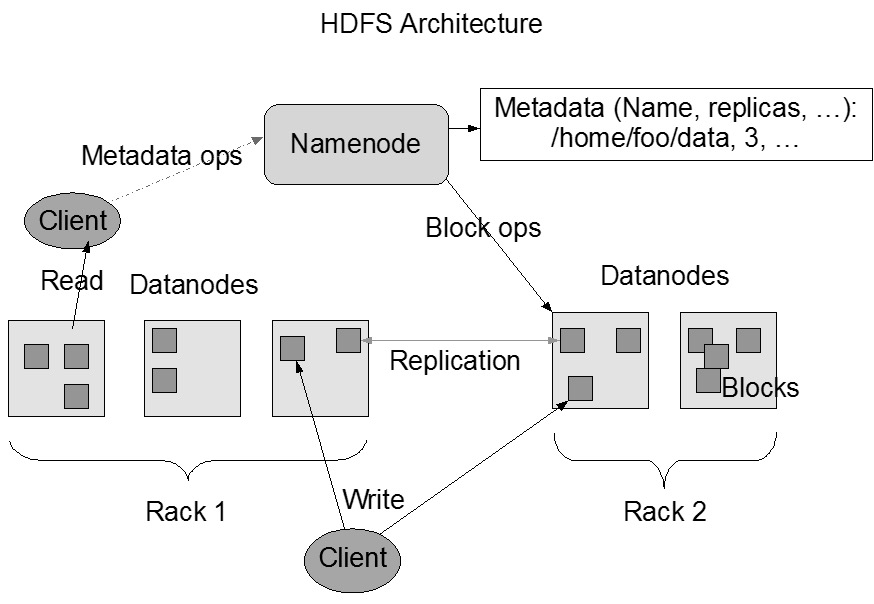 HDFS Architecture
Metadata (Name, replicas, …):
/home/foo/data, 3, …
Namenode
Metadata ops
Client
Block ops
Read
Datanodes
Datanodes
Replication
Blocks
Rack 1
Write
Rack 2
Client